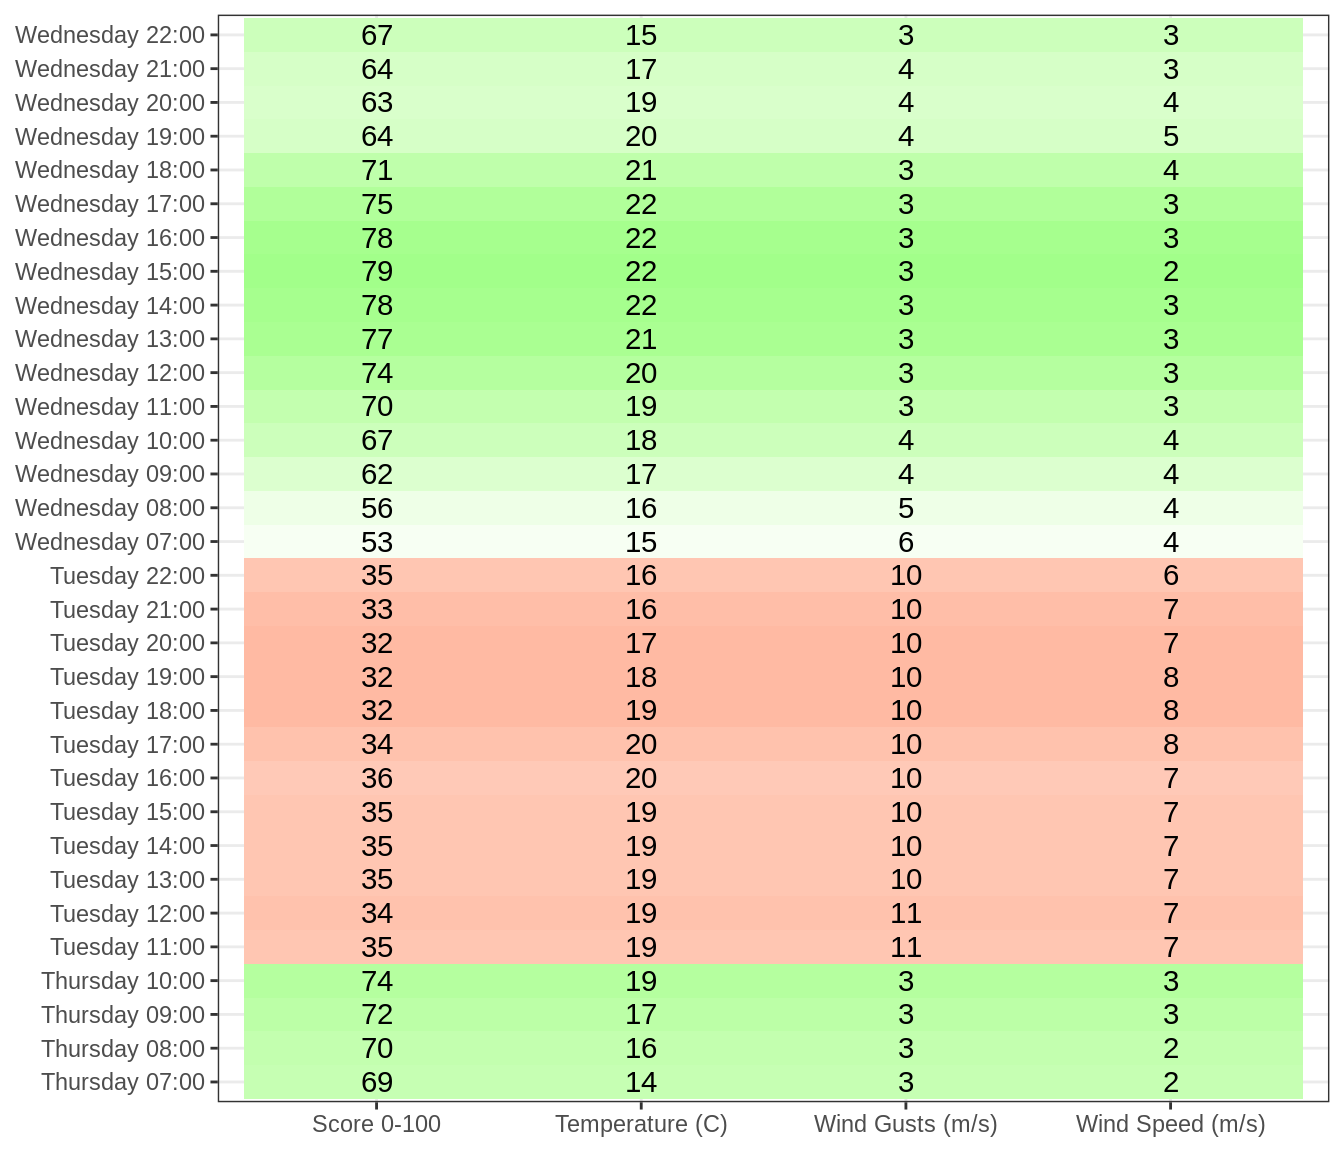 Wednesday 22:00 67 15 3 3
Wednesday 21:00 64 17 4 3
Wednesday 20:00 63 19 4 4
Wednesday 19:00 64 20 4 5
Wednesday 18:00 71 21 3 4
Wednesday 17:00 75 22 3 3
Wednesday 16:00 78 22 3 3
Wednesday 15:00 79 22 3 2
Wednesday 14:00 78 22 3 3
Wednesday 13:00 77 21 3 3
Wednesday 12:00 74 20 3 3
Wednesday 11:00 70 19 3 3
Wednesday 10:00 67 18 4 4
Wednesday 09:00 62 17 4 4
Wednesday 08:00 56 16 5 4
Wednesday 07:00 53 15 6 4
Tuesday 22:00 35 16 10 6
Tuesday 21:00 33 16 10 7
Tuesday 20:00 32 17 10 7
Tuesday 19:00 32 18 10 8
Tuesday 18:00 32 19 10 8
Tuesday 17:00 34 20 10 8
Tuesday 16:00 36 20 10 7
Tuesday 15:00 35 19 10 7
Tuesday 14:00 35 19 10 7
Tuesday 13:00 35 19 10 7
Tuesday 12:00 34 19 11 7
Tuesday 11:00 35 19 11 7
Thursday 10:00 74 19 3 3
Thursday 09:00 72 17 3 3
Thursday 08:00 70 16 3 2
Thursday 07:00 69 14 3 2
Score 0-100 Temperature (C) Wind Gusts (m/s) Wind Speed (m/s)